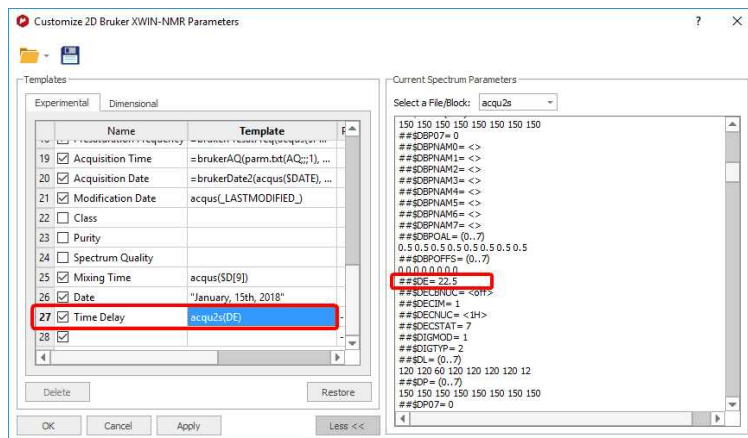 Customize 2D Bruker XWIN-NMR Parameters
Templates
Experimental Dimensional
Name Template
19 Acquisition Time =brukerAQ(parm.txt(AQ;;;1), ...
20 Acquisition Date =brukerDate2(acqus($DATE), ...
21 Modification Date acqus(_LASTMODIFIED_)
22 Class
23 Purity
24 Spectrum Quality
25 Mixing Time acqus($D[9])
26 Date "January, 15th, 2018"
27 Time Delay acqu2s(DE) -
28 -
Delete Restore
OK Cancel Apply Less <<
Current Spectrum Parameters
Select a File/Block: acqu2s
150 150 150 150 150 150 150 150
##$DBP07= 0
##$DBPNAM0= <>
##$DBPNAM1= <>
##$DBPNAM2= <>
##$DBPNAM3= <>
##$DBPNAM4= <>
##$DBPNAM5= <>
##$DBPNAM6= <>
##$DBPNAM7= <>
##$DBPOAL= (0..7)
0.5 0.5 0.5 0.5 0.5 0.5 0.5 0.5
##$DBPOFFS= (0..7)
0 0 0 0 0 0 0 0
##$DE= 22.5
##$DECBNUC= <off>
##$DECIM= 1
##$DECNUC= <1H>
##$DECSTAT= 7
##$DIGMOD= 1
##$DIGTYP= 2
##$DL= (0..7)
120 120 60 120 120 120 120 12
##$DP= (0..7)
150 150 150 150 150 150 150 150
##$DP07= 0